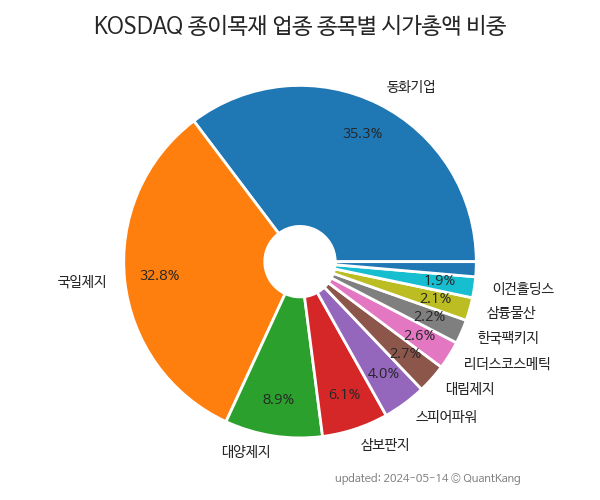 KOSDAQ 종이목재 업종 종목별 시가총액 비중
동화기업
35.3%
국일제지
32.8%
대양제지
8.9%
삼보판지
6.1%
스피어파워
4.0%
대림제지
2.7%
리더스코스메틱
2.6%
한국팩키지
2.2%
삼륭물산
2.1%
이건홀딩스
1.9%
updated: 2024-05-14 © QuantKang